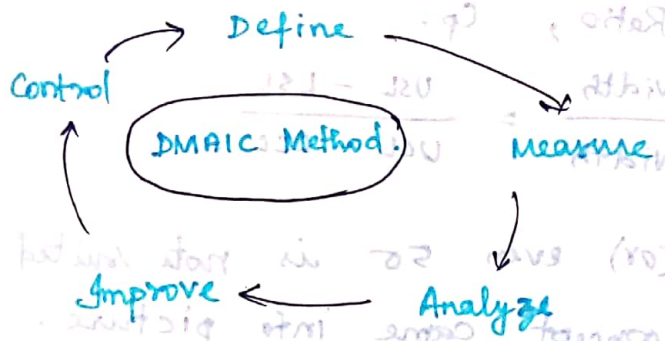 Define
Control
DMAIC Method.
Measure
Improve
Analyze